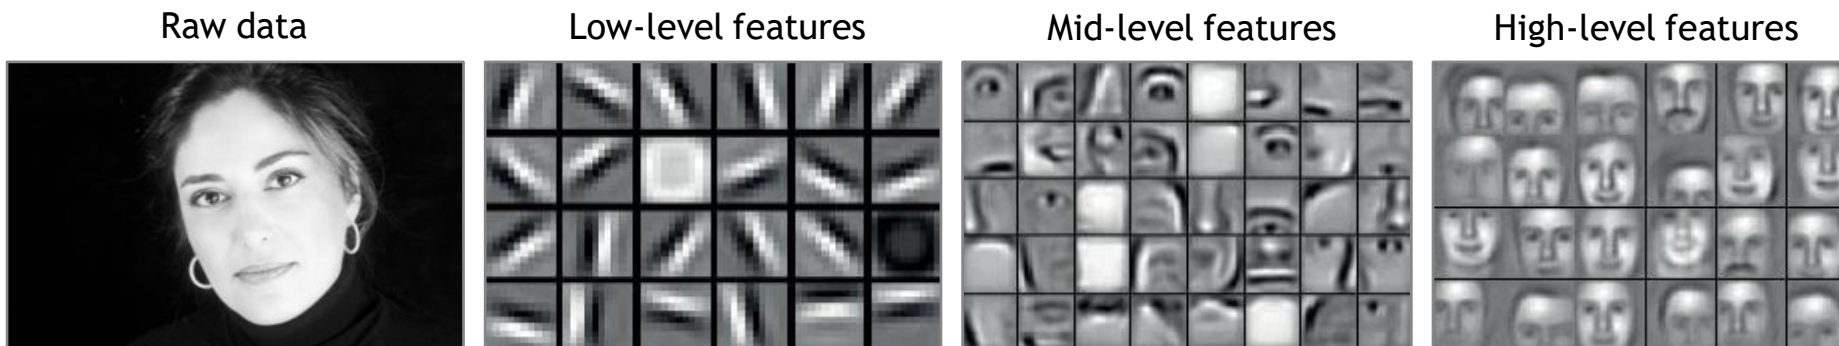 Raw data
Low-level features
Mid-level features
High-level features